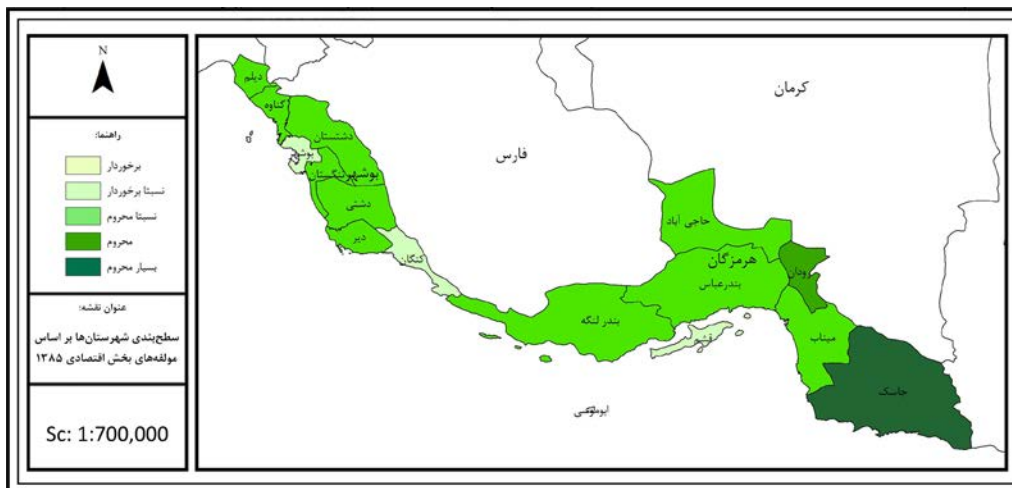 N
راهنما:
برخوردار
نسبتا برخوردار
نسبتا محروم
محروم
بسیار محروم
عنوان نقشه:
سطح‌بندی شهرستان‌ها بر اساس
مولفه‌های بخش اقتصادی ۱۳۸۵
Sc: 1:700,000
دیلم
گناوه
دشتستان
بوشهر
تنگستان
بوشهر
دشتی
دیر
کنگان
فارس
کرمان
حاجی آباد
هرمزگان
رودان
بندرعباس
بندر لنگه
قشم
میناب
جاسک
ابوموسی